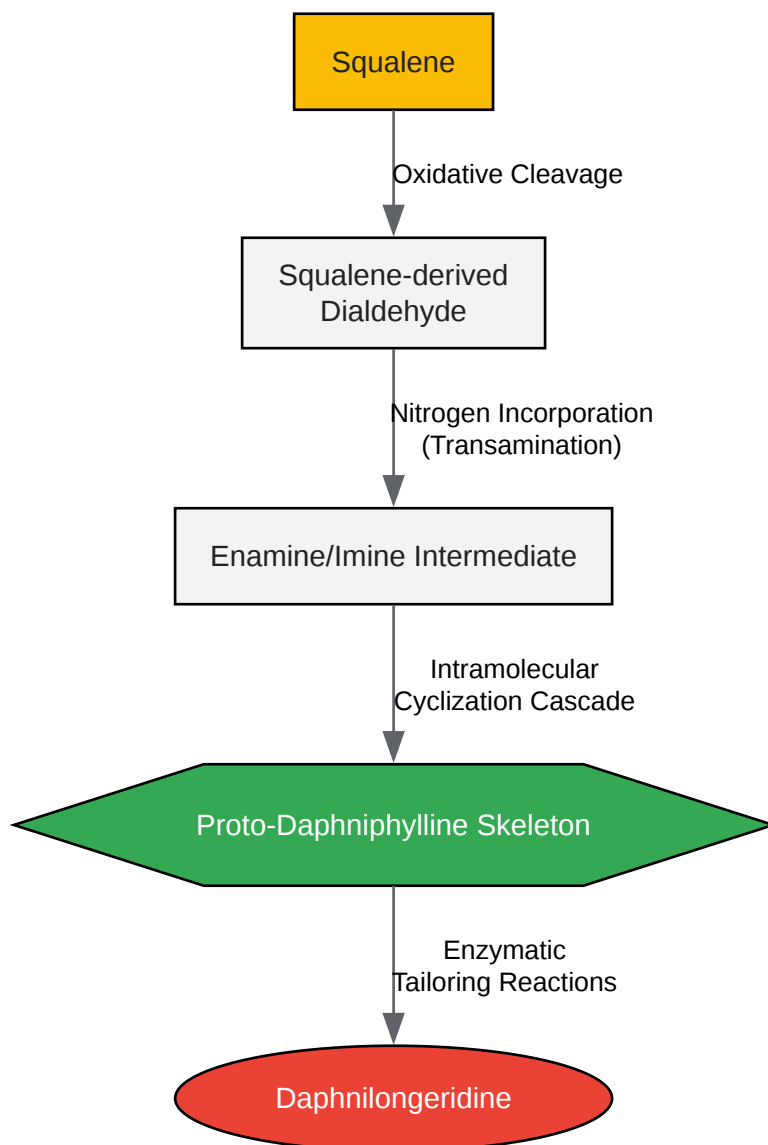 Squalene
Oxidative Cleavage
Squalene-derived
Dialdehyde
Nitrogen Incorporation
(Transamination)
Enamine/Imine Intermediate
Intramolecular
Cyclization Cascade
Proto-Daphniphylline Skeleton
Enzymatic
Tailoring Reactions
Daphnilongeridine